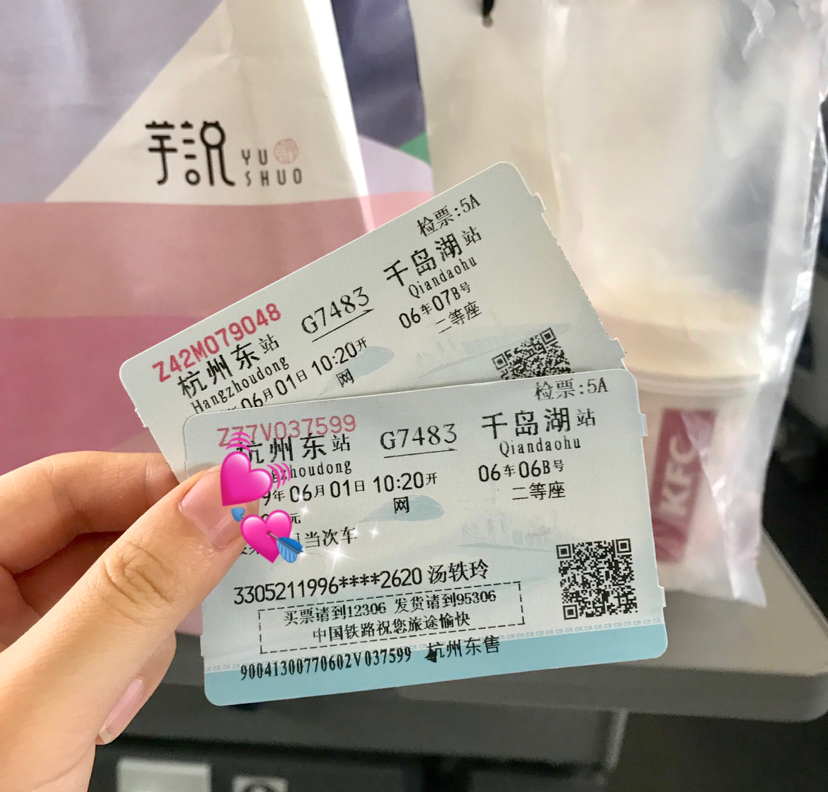 芋说 YU SHUO
检票:5A
Z42M079048
杭州东站 G7483 千岛湖站
Hangzhoudong Qiandaohu
06月01日 10:20开 06车07B号
网 二等座
Z77V037599 检票:5A
杭州东站 G7483 千岛湖站
zhoudong Qiandaohu
9年06月01日 10:20开 06车06B号
元 网 二等座
当次车
3305211996****2620 汤轶玲
买票请到12306 发货请到95306
中国铁路祝您旅途愉快
90041300770602V037599 杭州东售
KFC